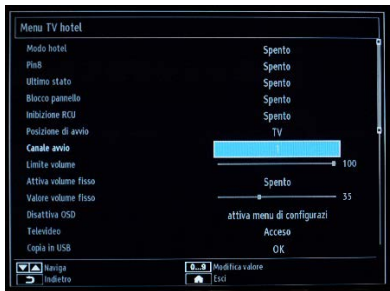 Menu TV hotel
Modo hotel Spento
Pin8 Spento
Ultimo stato Spento
Blocco pannello Spento
Inibizione RCU Spento
Posizione di avvio TV
Canale avvio 1
Limite volume 100
Attiva volume fisso Spento
Valore volume fisso 35
Disattiva OSD attiva menu di configurazi
Televideo Acceso
Copia in USB OK
Naviga 0...9 Modifica valore
Indietro Esci